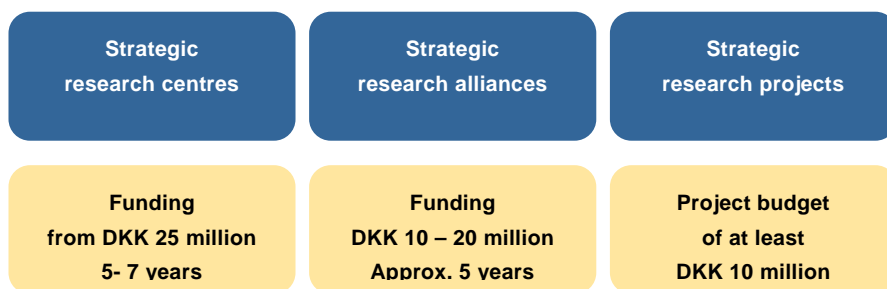 Strategic
research centres
Strategic
research alliances
Strategic
research projects
Funding
from DKK 25 million
5- 7 years
Funding
DKK 10 – 20 million
Approx. 5 years
Project budget
of at least
DKK 10 million